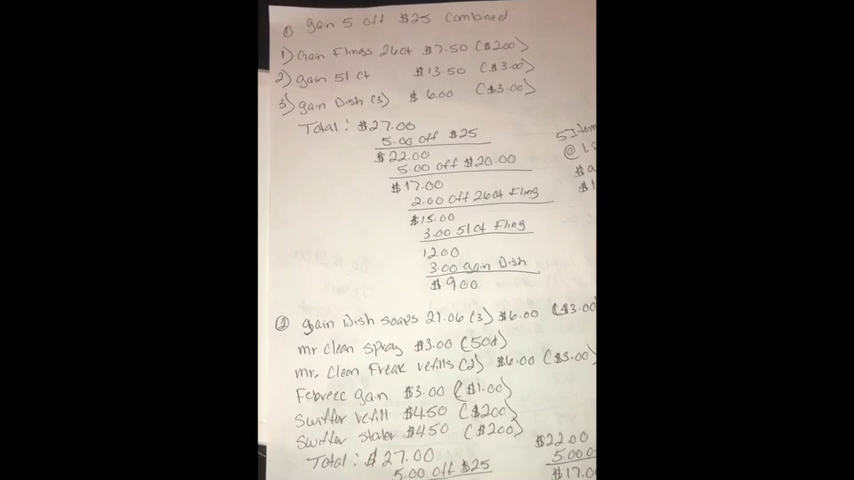 ① Gain 5 off $25 Combined
1) Gain Flings 26ct $7.50 ($2.00)
2) gain 51 ct $13.50 ($3.00)
3) gain Dish (3) $6.00 ($3.00)
Total: $27.00
5.00 off $25
$22.00
5.00 off $20.00
$17.00
2.00 off 26ct Fling
$15.00
3.00 51 ct Fling
12.00
3.00 gain Dish
$9.00
5 Item
@ 1.
② gain Dish soaps 21.06 (3) $6.00 ($3.00
mr clean spray $3.00 (50¢)
mr. Clean Freak refills (2) $6.00 ($3.00)
Febreec gain $3.00 ($1.00)
Swiffer refill $4.50 ($2.00)
Swiffer $4.50 ($2.00)
Total: $27.00
5.00 off $25
$22.00
5.00 o
$17.0